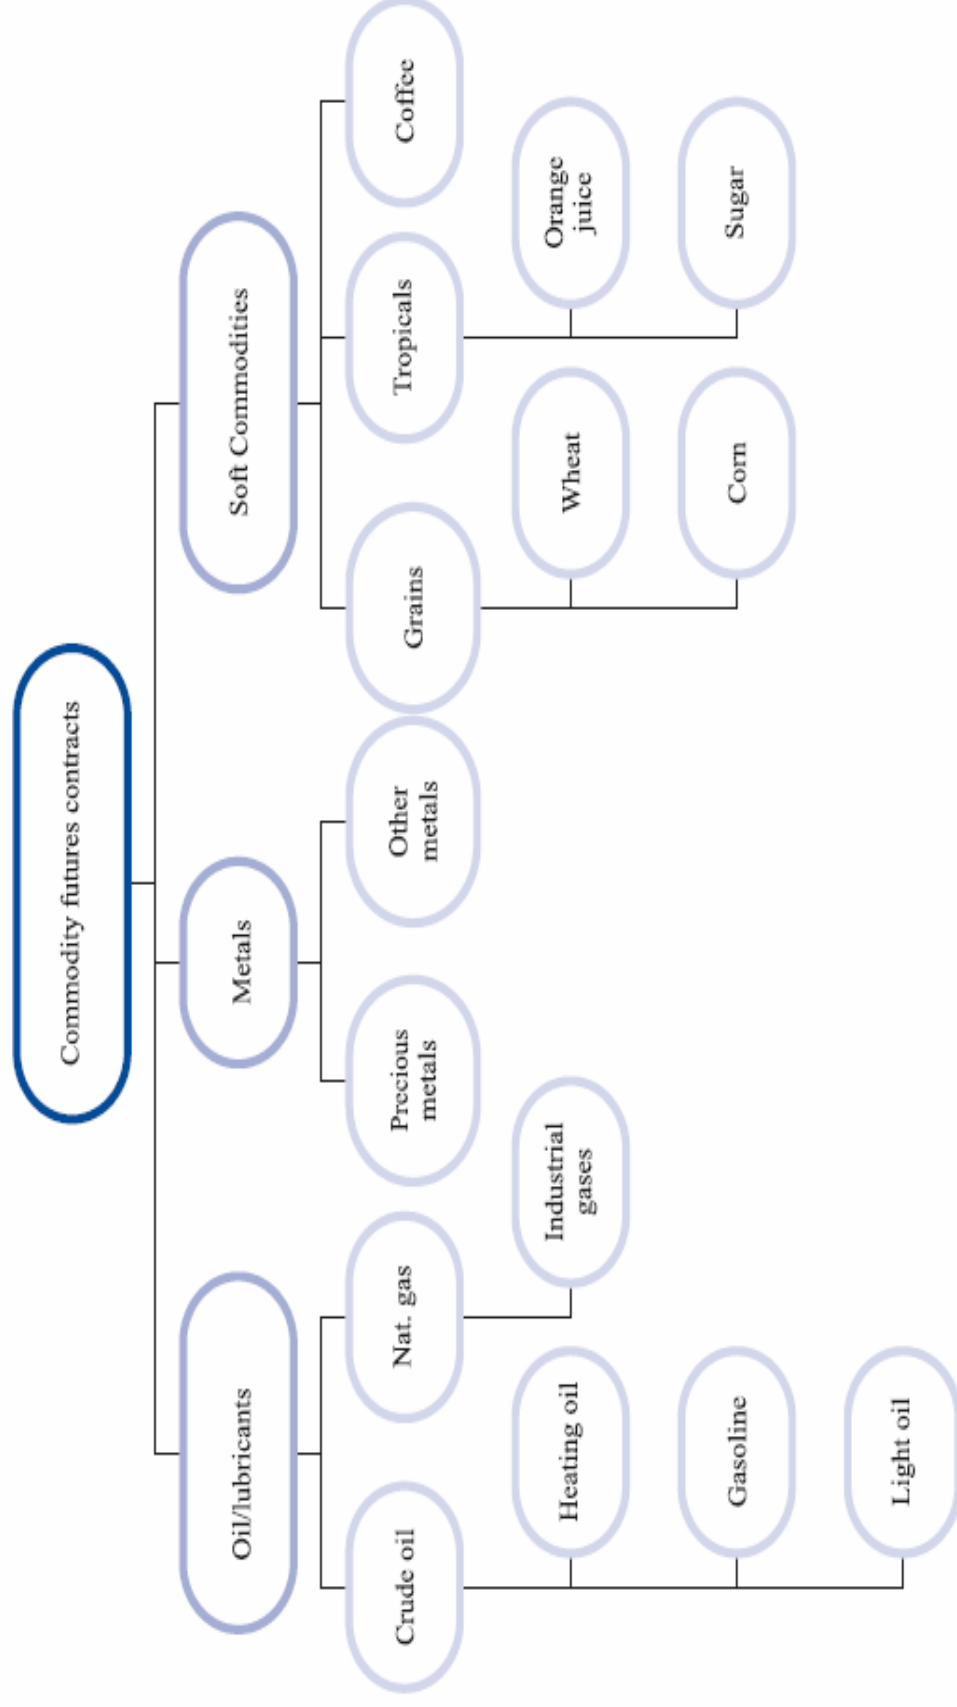 Commodity futures contracts
Oil/lubricants
Metals
Soft Commodities
Crude oil
Nat. gas
Precious
metals
Other
metals
Grains
Tropicals
Coffee
Heating oil
Industrial
gases
Wheat
Orange
juice
Gasoline
Corn
Sugar
Light oil